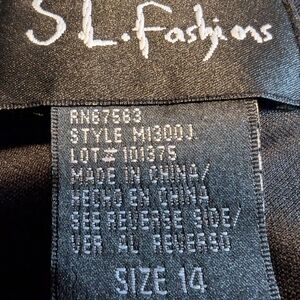 S.L. Fashions
RN87583
STYLE M1300J
LOT# 101375
MADE IN CHINA/
HECHO EN CHINA
SEE REVERSE SIDE/
VER AL REVERSO
SIZE 14